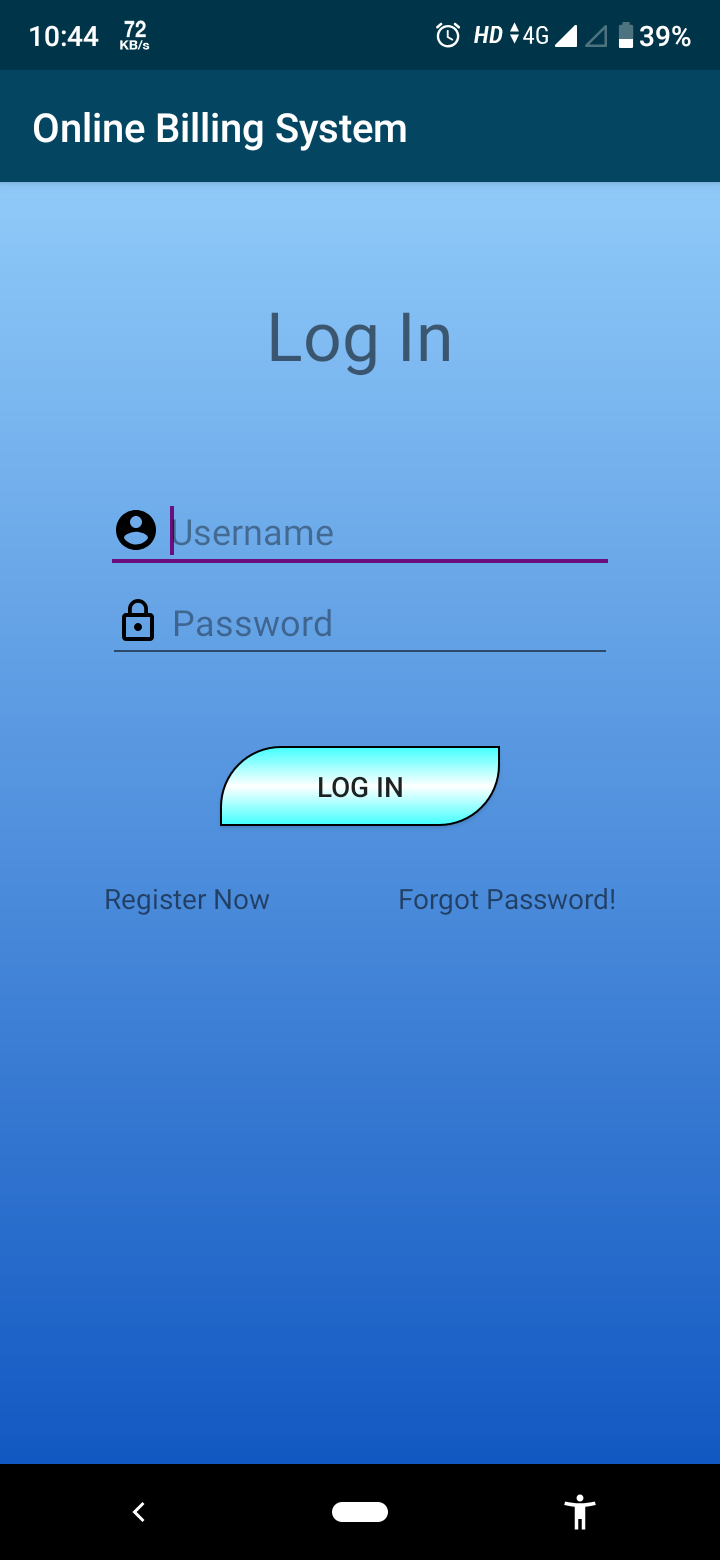 10:44 72 KB/s HD 4G 39%
Online Billing System
Log In
Username
Password
LOG IN
Register Now Forgot Password!